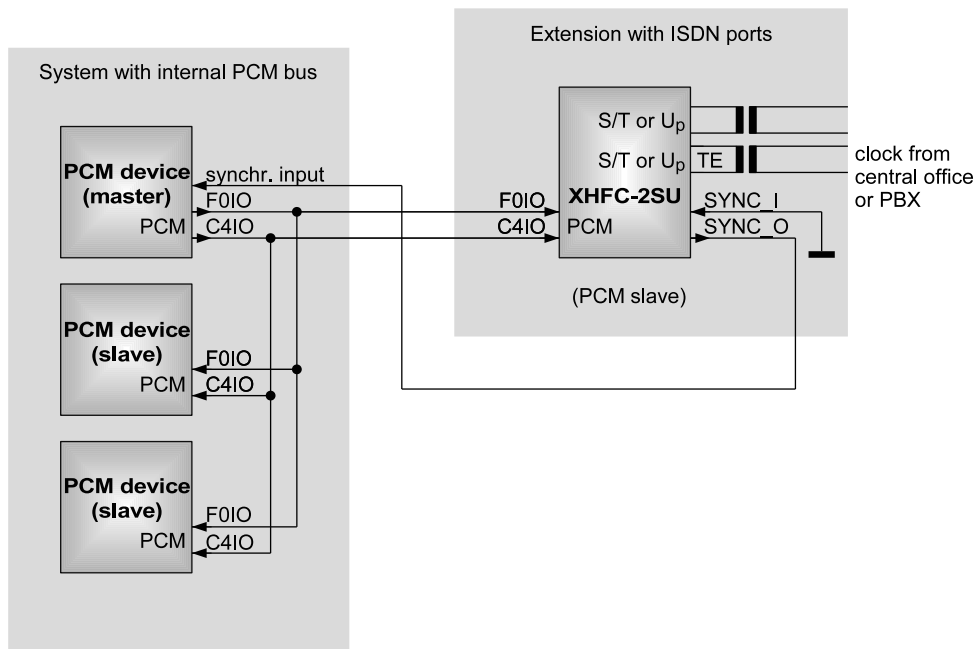 System with internal PCM bus
PCM device
(master)
synchr. input
F0IO
PCM
C4IO
PCM device
(slave)
F0IO
PCM
C4IO
PCM device
(slave)
F0IO
PCM
C4IO
Extension with ISDN ports
S/T or Up
S/T or Up
TE
XHFC-2SU
F0IO
C4IO
PCM
SYNC_I
SYNC_O
(PCM slave)
clock from
central office
or PBX